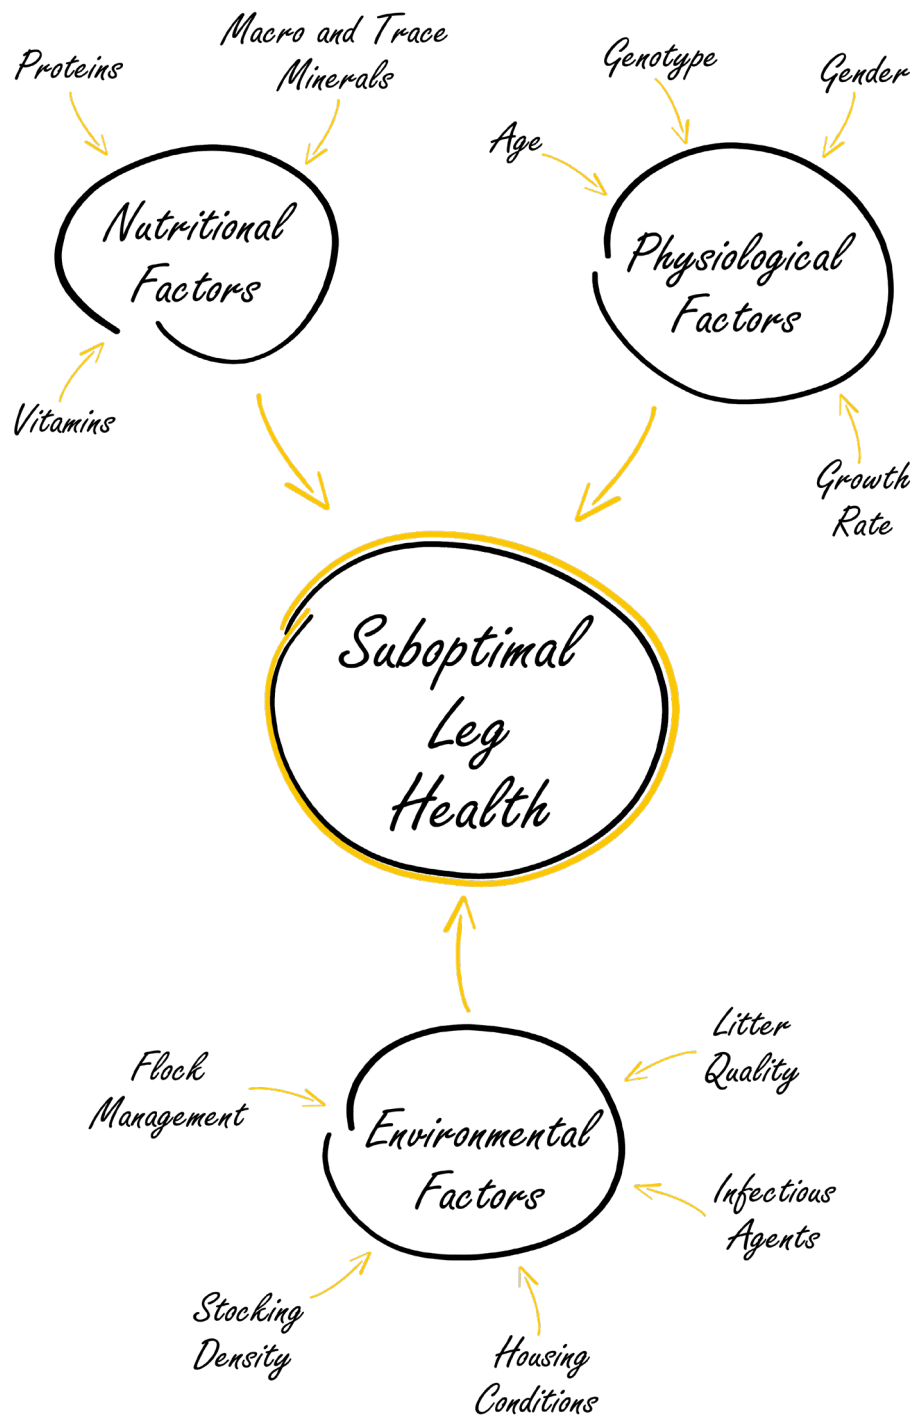 Macro and Trace
Minerals
Proteins
Nutritional
Factors
Vitamins
Genotype
Gender
Age
Physiological
Factors
Growth
Rate
Suboptimal
Leg
Health
Litter
Quality
Flock
Management
Environmental
Factors
Infectious
Agents
Stocking
Density
Housing
Conditions